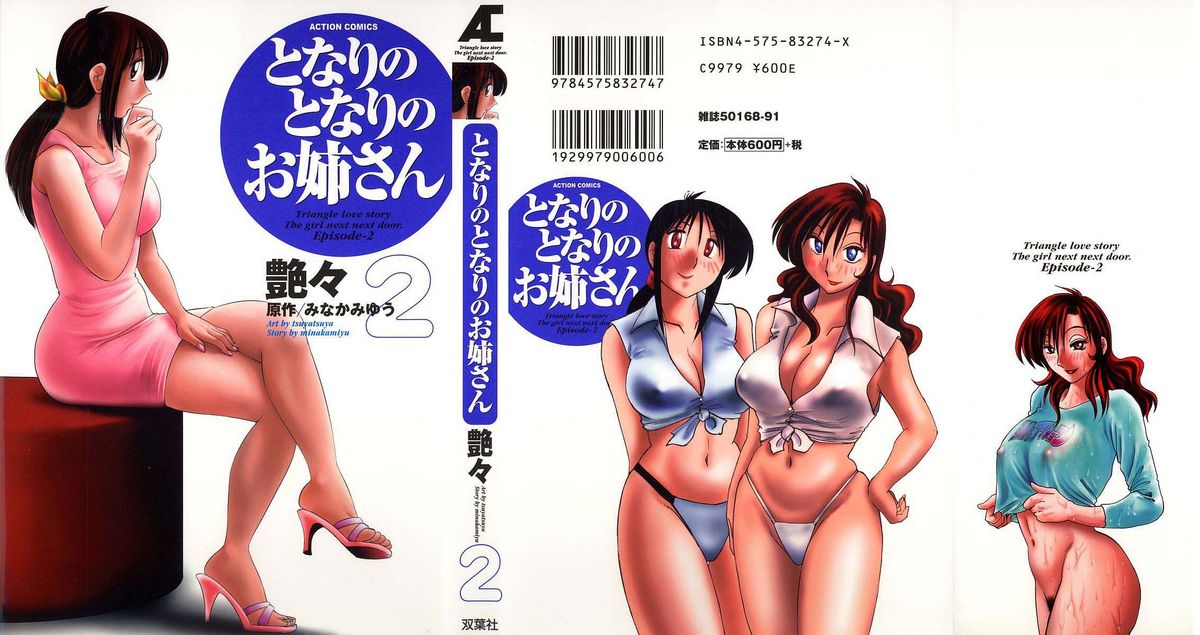 ACTION COMICS
となりの
となりの
お姉さん
Triangle love story
The girl next next door.
Episode-2
艶々
原作/みなかみゆう
Art by tsuyatsuya
Story by minakamiyu
2
AC
Triangle love story
The girl next next door.
Episode-2
となりのとなりのお姉さん
艶々
Art by tsuyatsuya
Story by minakamiyu
2
双葉社
9784575832747
1929979006006
ISBN4-575-83274-X
C9979 ¥600E
雑誌50168-91
定価:本体600円+税
ACTION COMICS
となりの
となりの
お姉さん
Triangle love story
The girl next next door.
Episode-2
Triangle love story
The girl next next door.
Episode-2